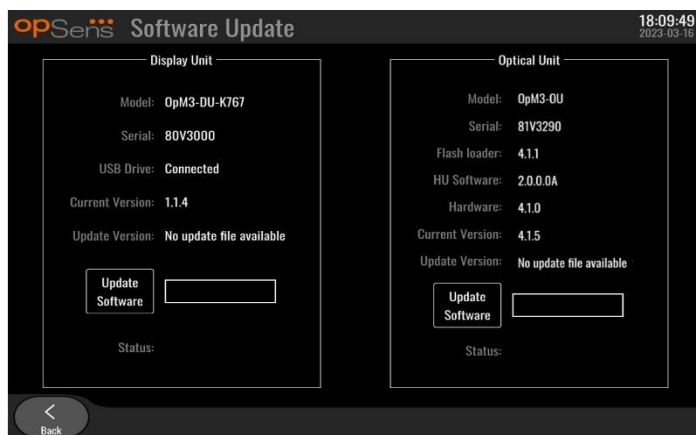 opSens Software Update
18:09:49
2023-03-16
Display Unit
Model: OpM3-DU-K767
Serial: 80V3000
USB Drive: Connected
Current Version: 1.1.4
Update Version: No update file available
Update
Software
Status:
Optical Unit
Model: OpM3-OU
Serial: 81V3290
Flash loader: 4.1.1
HU Software: 2.0.0.0A
Hardware: 4.1.0
Current Version: 4.1.5
Update Version: No update file available
Update
Software
Status:
Back